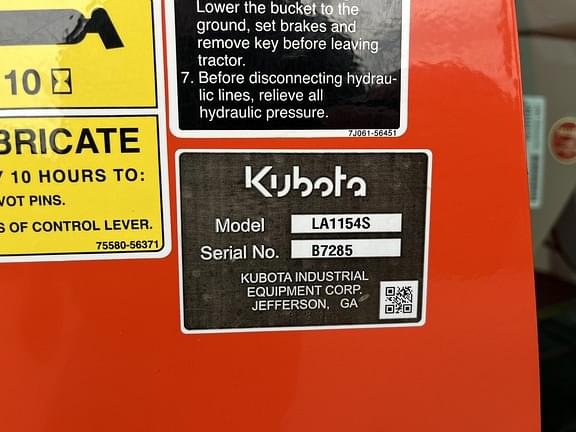 Lower the bucket to the
ground, set brakes and
remove key before leaving
tractor.
7. Before disconnecting hydrau-
lic lines, relieve all
hydraulic pressure.
7J061-56451
10
BRICATE
10 HOURS TO:
VOT PINS.
S OF CONTROL LEVER.
75580-56371
Kubota
Model LA1154S
Serial No. B7285
KUBOTA INDUSTRIAL
EQUIPMENT CORP.
JEFFERSON, GA